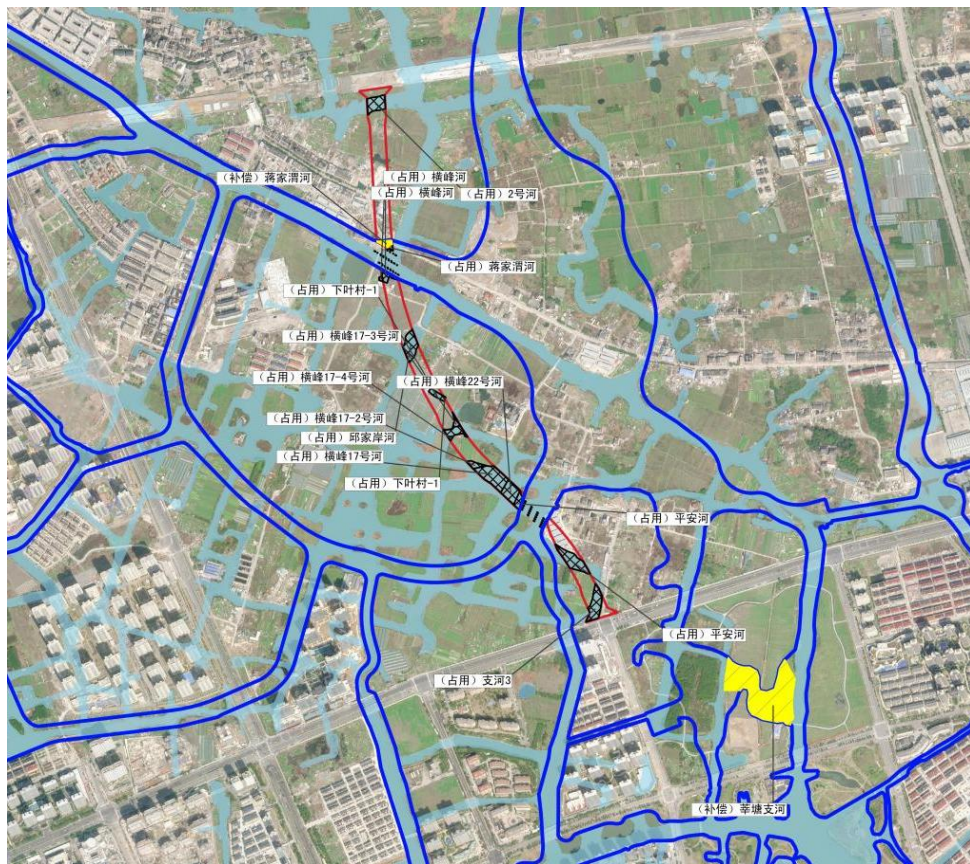 （占用）横峰河
（补偿）蒋家渭河
（占用）横峰河
（占用）2号河
（占用）蒋家渭河
（占用）下叶村-1
（占用）横峰17-3号河
（占用）横峰17-4号河
（占用）横峰22号河
（占用）横峰17-2号河
（占用）邱家岸河
（占用）横峰17号河
（占用）下叶村-1
（占用）平安河
（占用）平安河
（占用）支河3
（补偿）莘塘支河